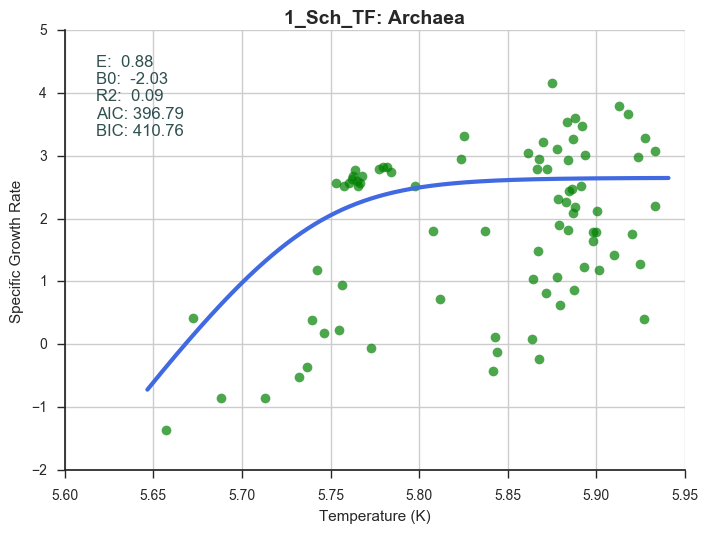 1_Sch_TF: Archaea
E:  0.88
B0:  -2.03
R2:  0.09
AIC: 396.79
BIC: 410.76
5
4
3
2
1
0
−1
−2
Specific Growth Rate
5.60 5.65 5.70 5.75 5.80 5.85 5.90 5.95
Temperature (K)